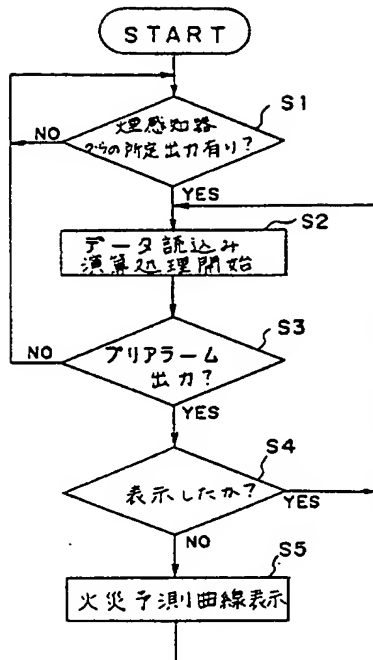 START
S1
煙感知器
からの所定出力有り?
NO
YES
S2
データ読込み
演算処理開始
S3
プリアラーム
出力?
NO
YES
S4
表示したか?
YES
NO
S5
火災予測曲線表示